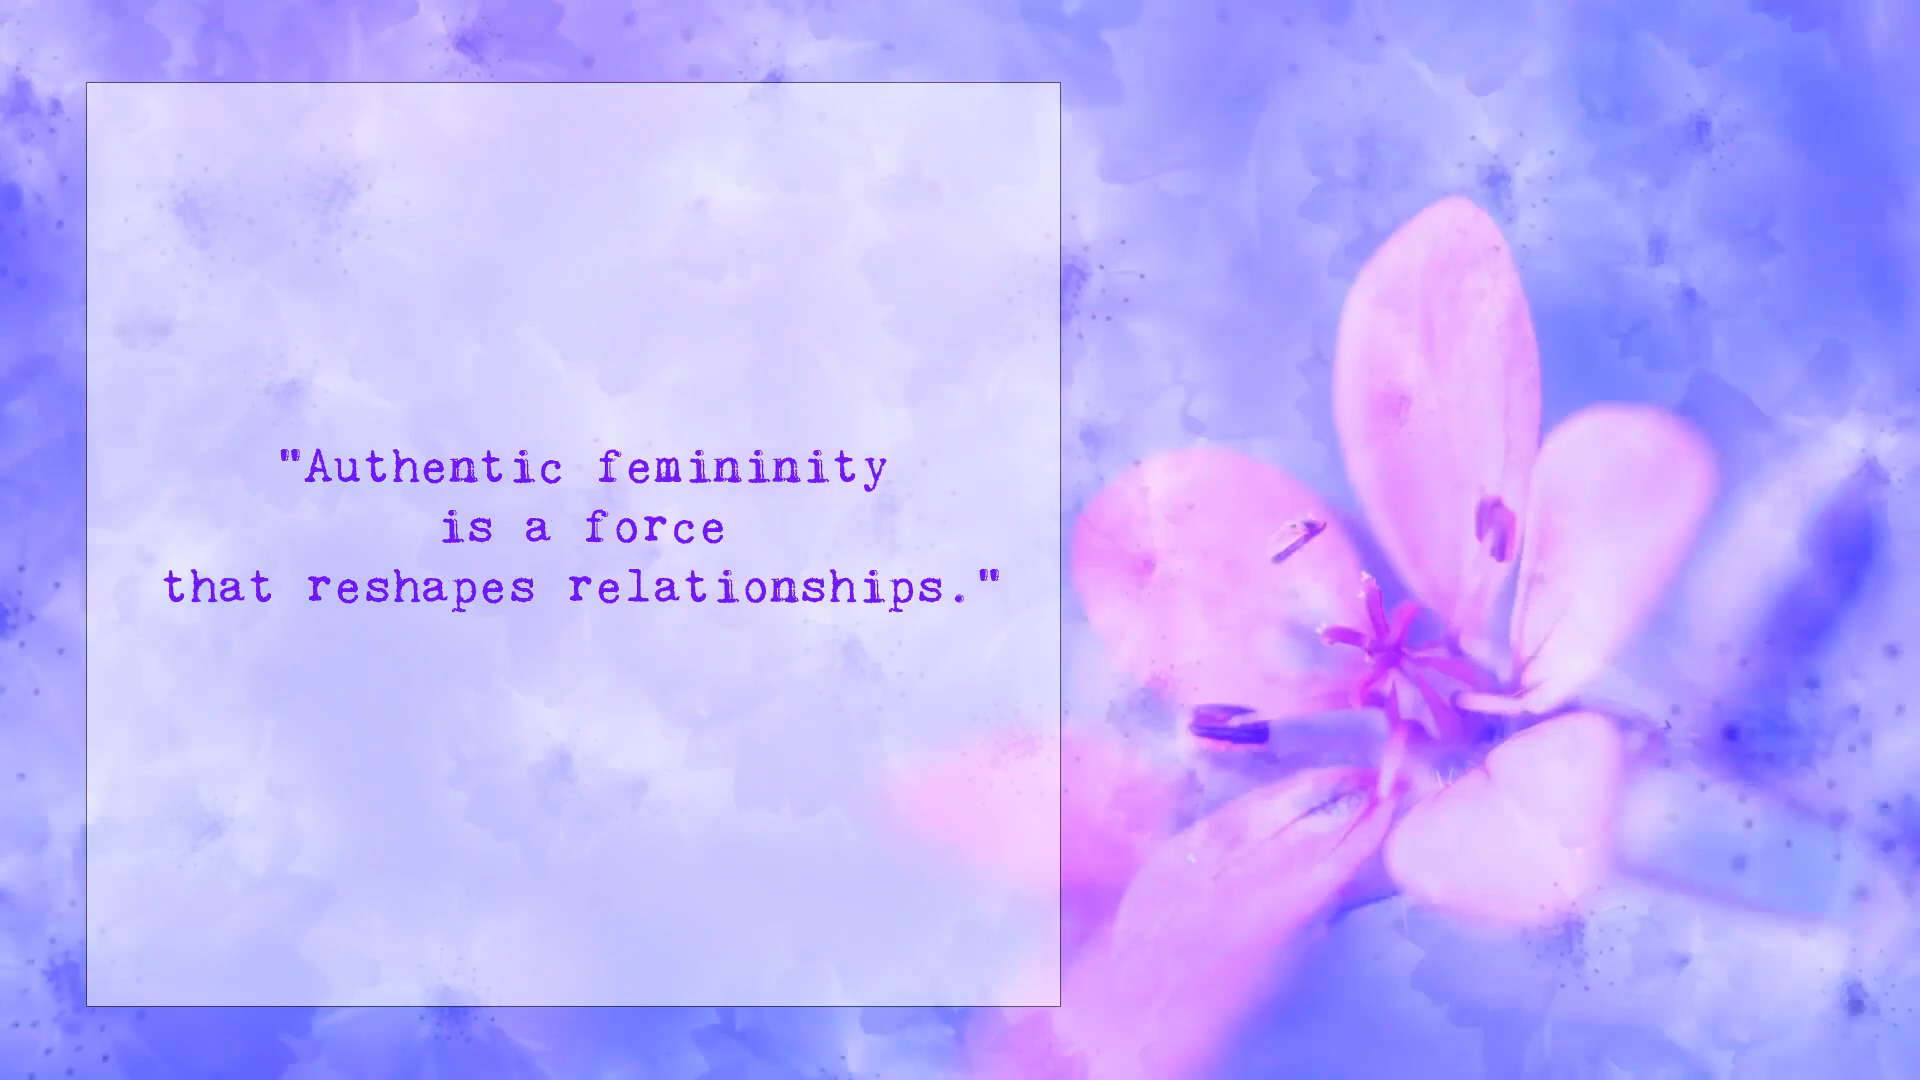 "Authentic femininity
is a force
that reshapes relationships."